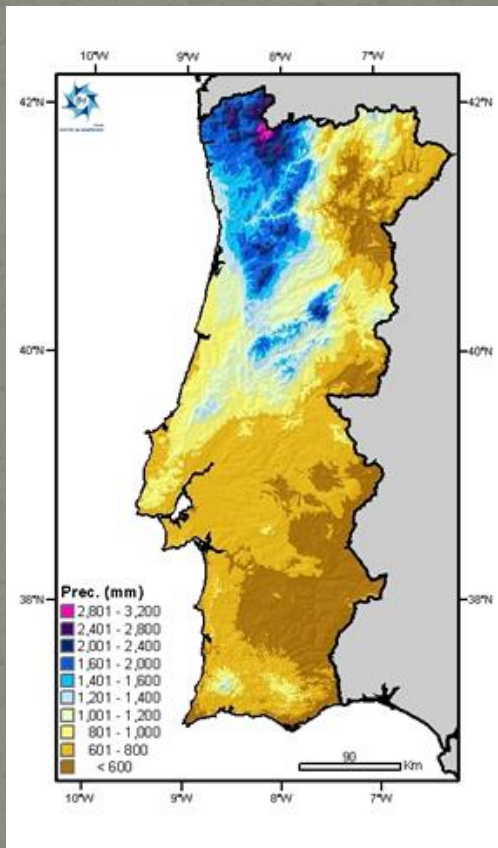 10°W 9°W 8°W 7°W
42°N 42°N
40°N 40°N
38°N 38°N
Prec. (mm)
2,801 - 3,200
2,401 - 2,800
2,001 - 2,400
1,601 - 2,000
1,401 - 1,600
1,201 - 1,400
1,001 - 1,200
801 - 1,000
601 - 800
< 600
90
Km
10°W 9°W 8°W 7°W